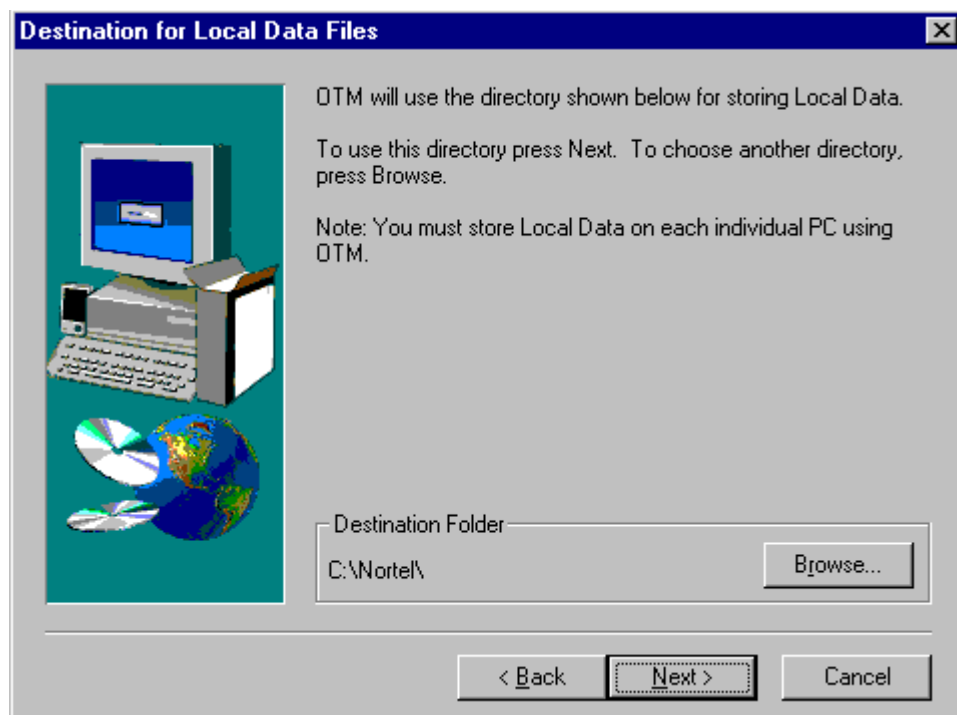 Destination for Local Data Files
OTM will use the directory shown below for storing Local Data.
To use this directory press Next.  To choose another directory,
press Browse.
Note: You must store Local Data on each individual PC using
OTM.
Destination Folder
C:\Nortel\
Browse...
< Back
Next >
Cancel